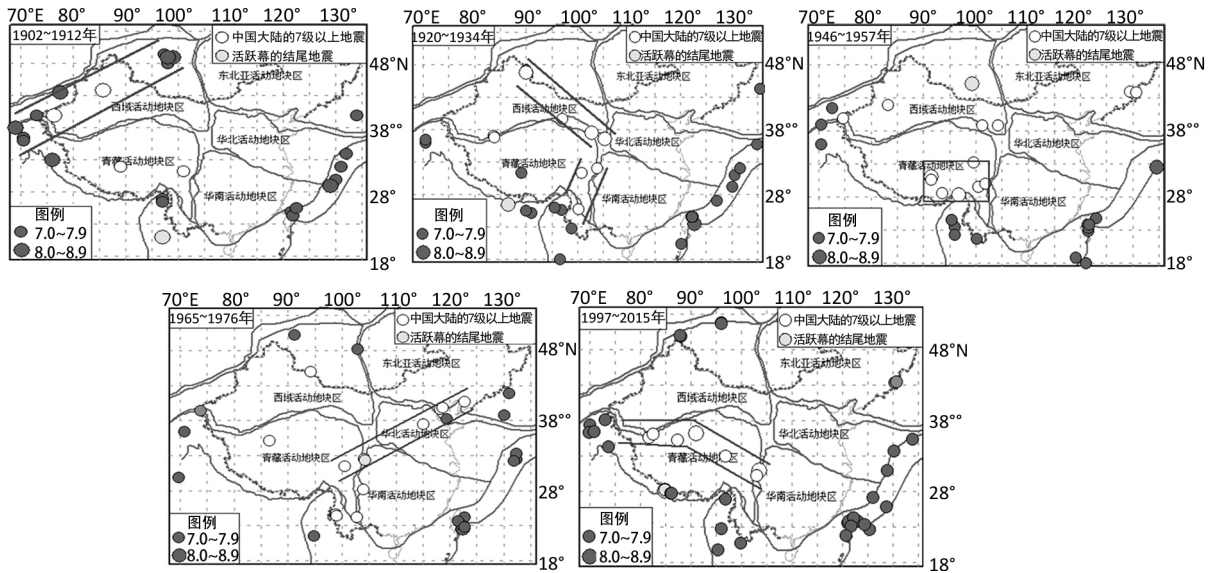 70°E 80° 90° 100° 110° 120° 130°
1902~1912年
中国大陆的7级以上地震
活跃幕的结尾地震
48°N
东北亚活动地块区
西域活动地块区
38°
华北活动地块区
青藏活动地块区
28°
华南活动地块区
图例
7.0~7.9
8.0~8.9
18°
70°E 80° 90° 100° 110° 120° 130°
1920~1934年
中国大陆的7级以上地震
活跃幕的结尾地震
48°N
东北亚活动地块区
西域活动地块区
38°
华北活动地块区
青藏活动地块区
28°
华南活动地块区
图例
7.0~7.9
8.0~8.9
18°
70°E 80° 90° 100° 110° 120° 130°
1946~1957年
中国大陆的7级以上地震
活跃幕的结尾地震
48°N
东北亚活动地块区
西域活动地块区
38°
华北活动地块区
青藏活动地块区
28°
华南活动地块区
图例
7.0~7.9
8.0~8.9
18°
70°E 80° 90° 100° 110° 120° 130°
1965~1976年
中国大陆的7级以上地震
活跃幕的结尾地震
48°N
东北亚活动地块区
西域活动地块区
38°
华北活动地块区
青藏活动地块区
28°
华南活动地块区
图例
7.0~7.9
8.0~8.9
18°
70°E 80° 90° 100° 110° 120° 130°
1997~2015年
中国大陆的7级以上地震
活跃幕的结尾地震
48°N
东北亚活动地块区
西域活动地块区
38°
华北活动地块区
青藏活动地块区
28°
华南活动地块区
图例
7.0~7.9
8.0~8.9
18°